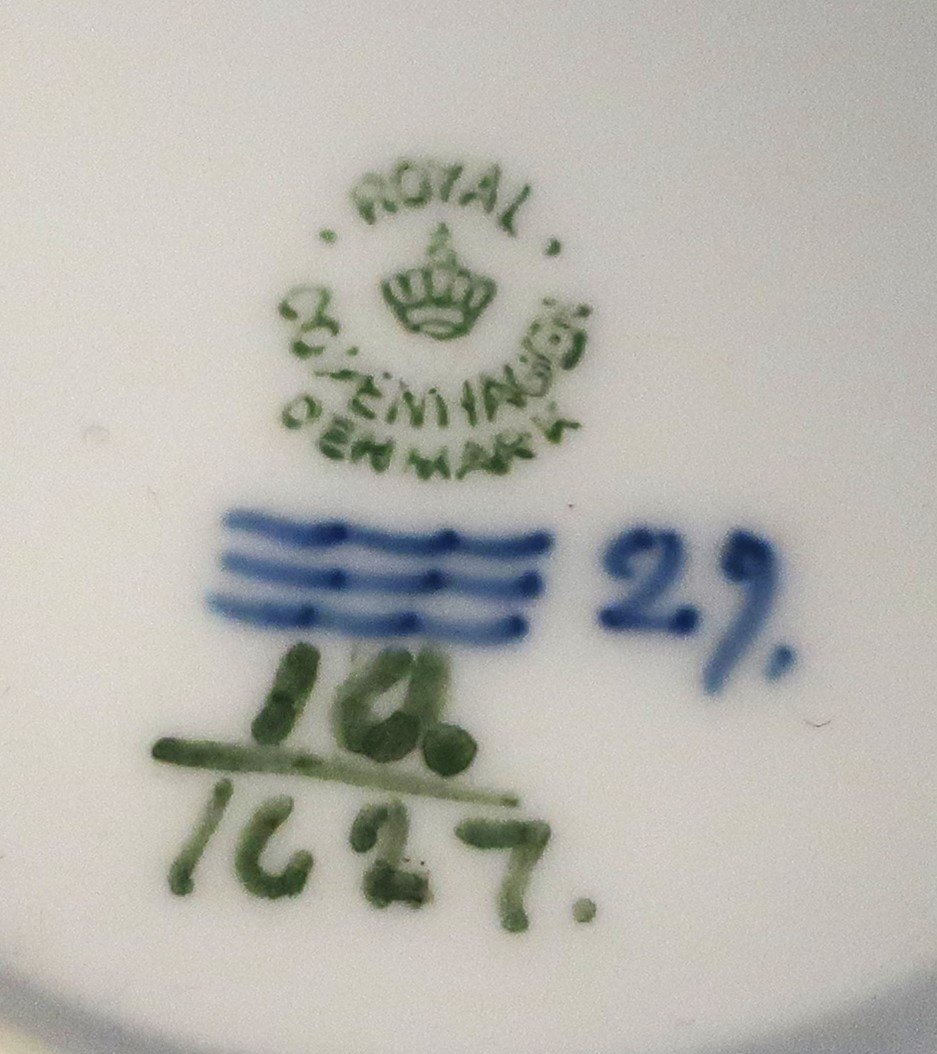 ROYAL
COPENHAGEN
DENMARK
29.
10.
1627.